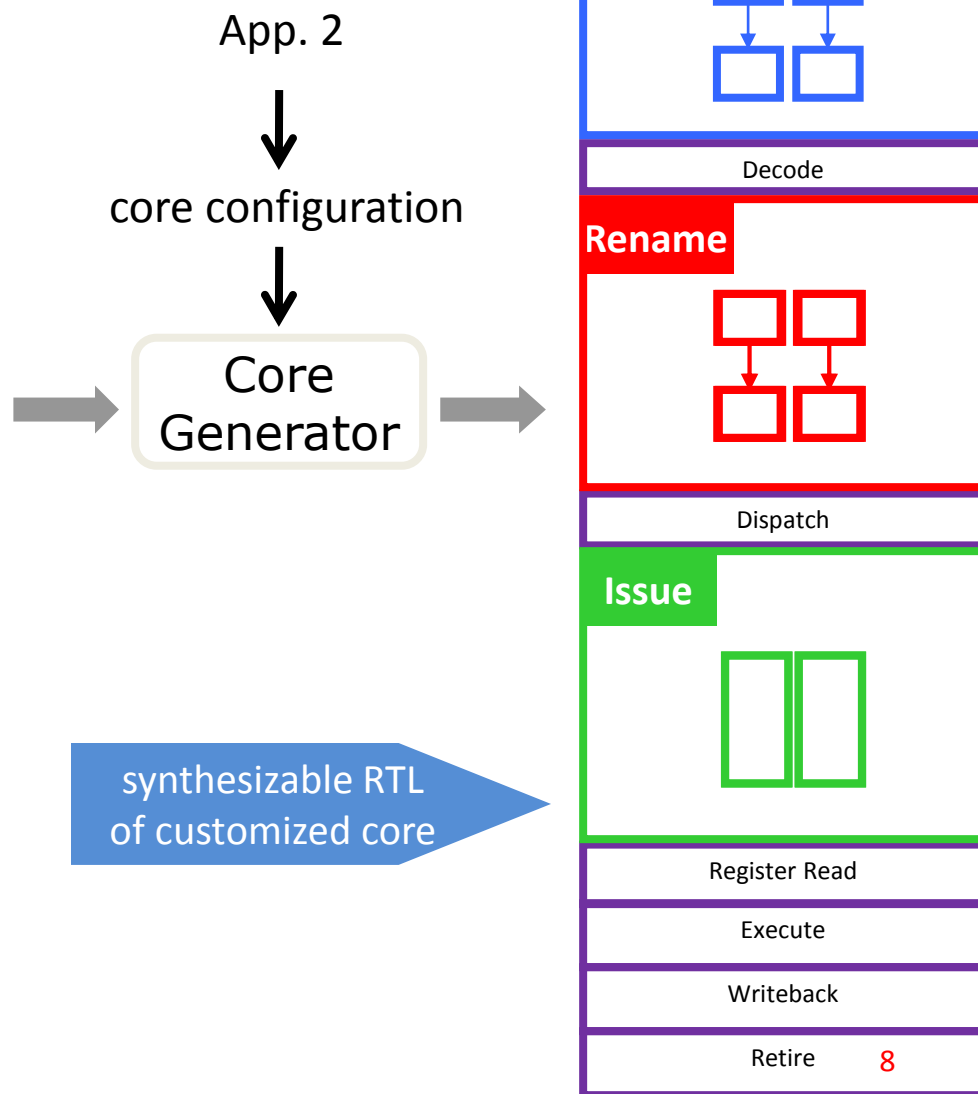 App. 2
core configuration
Core
Generator
synthesizable RTL
of customized core
Decode
Rename
Dispatch
Issue
Register Read
Execute
Writeback
Retire
8